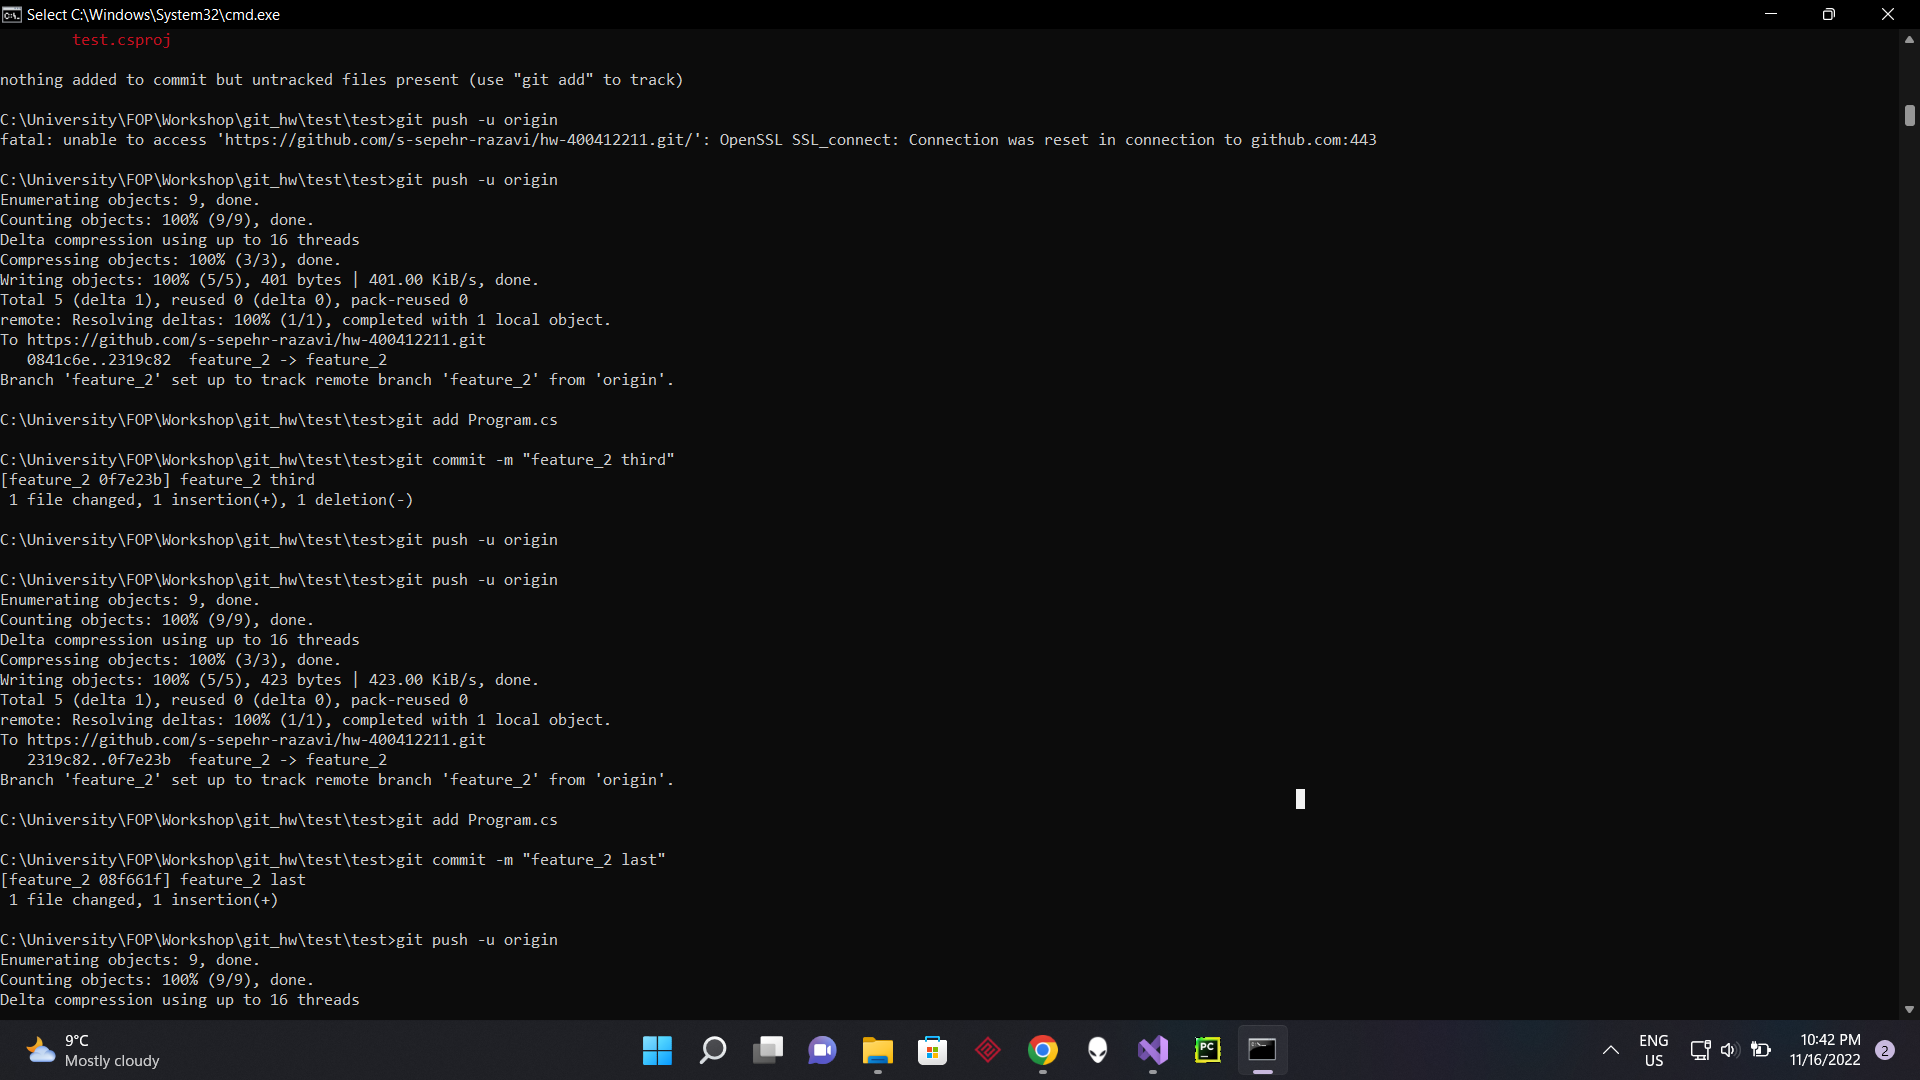 Select C:\Windows\System32\cmd.exe
test.csproj
nothing added to commit but untracked files present (use "git add" to track)
C:\University\FOP\Workshop\git_hw\test\test>git push -u origin
fatal: unable to access 'https://github.com/s-sepehr-razavi/hw-400412211.git/': OpenSSL SSL_connect: Connection was reset in connection to github.com:443
C:\University\FOP\Workshop\git_hw\test\test>git push -u origin
Enumerating objects: 9, done.
Counting objects: 100% (9/9), done.
Delta compression using up to 16 threads
Compressing objects: 100% (3/3), done.
Writing objects: 100% (5/5), 401 bytes | 401.00 KiB/s, done.
Total 5 (delta 1), reused 0 (delta 0), pack-reused 0
remote: Resolving deltas: 100% (1/1), completed with 1 local object.
To https://github.com/s-sepehr-razavi/hw-400412211.git
0841c6e..2319c82  feature_2 -> feature_2
Branch 'feature_2' set up to track remote branch 'feature_2' from 'origin'.
C:\University\FOP\Workshop\git_hw\test\test>git add Program.cs
C:\University\FOP\Workshop\git_hw\test\test>git commit -m "feature_2 third"
[feature_2 0f7e23b] feature_2 third
1 file changed, 1 insertion(+), 1 deletion(-)
C:\University\FOP\Workshop\git_hw\test\test>git push -u origin
C:\University\FOP\Workshop\git_hw\test\test>git push -u origin
Enumerating objects: 9, done.
Counting objects: 100% (9/9), done.
Delta compression using up to 16 threads
Compressing objects: 100% (3/3), done.
Writing objects: 100% (5/5), 423 bytes | 423.00 KiB/s, done.
Total 5 (delta 1), reused 0 (delta 0), pack-reused 0
remote: Resolving deltas: 100% (1/1), completed with 1 local object.
To https://github.com/s-sepehr-razavi/hw-400412211.git
2319c82..0f7e23b  feature_2 -> feature_2
Branch 'feature_2' set up to track remote branch 'feature_2' from 'origin'.
C:\University\FOP\Workshop\git_hw\test\test>git add Program.cs
C:\University\FOP\Workshop\git_hw\test\test>git commit -m "feature_2 last"
[feature_2 08f661f] feature_2 last
1 file changed, 1 insertion(+)
C:\University\FOP\Workshop\git_hw\test\test>git push -u origin
Enumerating objects: 9, done.
Counting objects: 100% (9/9), done.
Delta compression using up to 16 threads
9°C
Mostly cloudy
PC
ENG
US
10:42 PM
11/16/2022
2